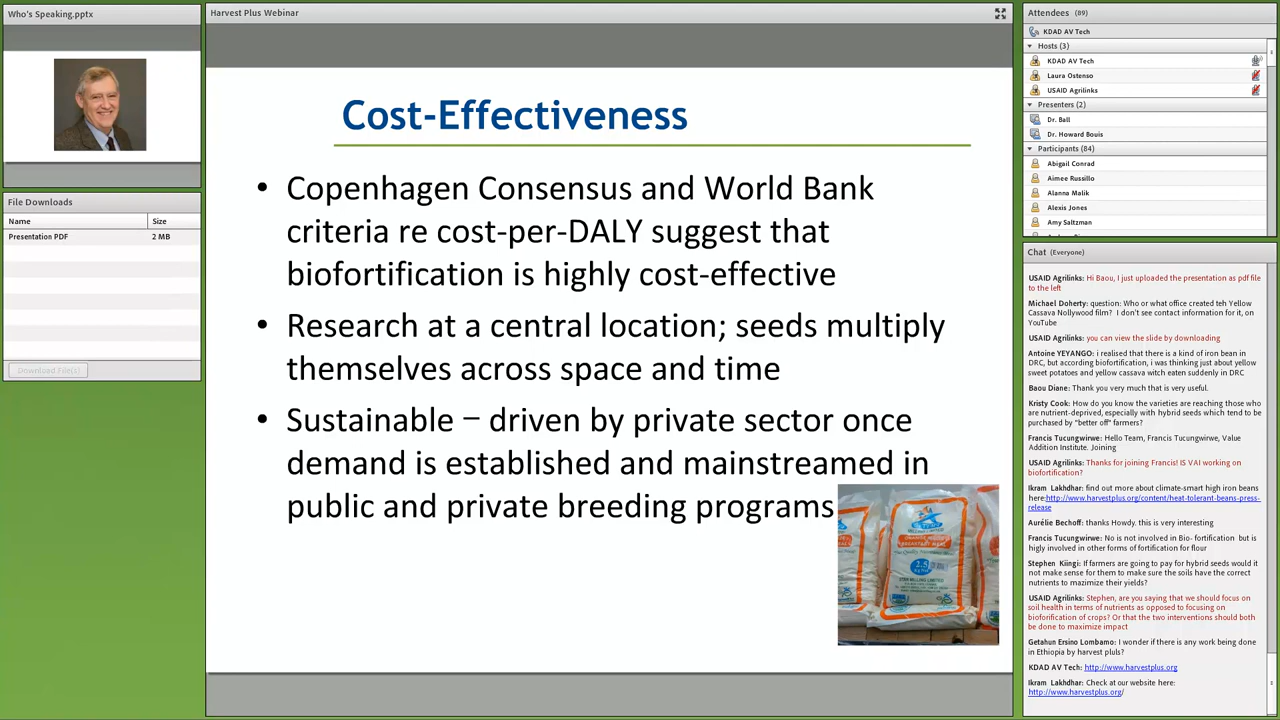 Who's Speaking.pptx
File Downloads
Name Size
Presentation PDF 2 MB
Download File(s)
Harvest Plus Webinar
Cost-Effectiveness
• Copenhagen Consensus and World Bank
criteria re cost-per-DALY suggest that
biofortification is highly cost-effective
• Research at a central location; seeds multiply
themselves across space and time
• Sustainable – driven by private sector once
demand is established and mainstreamed in
public and private breeding programs
2.5
Attendees (89)
KDAD AV Tech
Hosts (3)
KDAD AV Tech
Laura Ostenso
USAID Agrilinks
Presenters (2)
Dr. Ball
Dr. Howard Bouis
Participants (84)
Abigail Conrad
Aimee Russillo
Alanna Malik
Alexis Jones
Amy Saltzman
Chat (Everyone)
USAID Agrilinks: Hi Baou, I just uploaded the presentation as pdf file
to the left
Michael Doherty: question: Who or what office created teh Yellow
Cassava Nollywood film? I don't see contact information for it, on
YouTube
USAID Agrilinks: you can view the slide by downloading
Antoine YEYANGO: i realised that there is a kind of iron bean in
DRC, but according biofortification, i was thinking just about yellow
sweet potatoes and yellow cassava witch eaten suddenly in DRC
Baou Diane: Thank you very much that is very useful.
Kristy Cook: How do you know the varieties are reaching those who
are nutrient-deprived, especially with hybrid seeds which tend to be
purchased by "better off" farmers?
Francis Tucungwirwe: Hello Team, Francis Tucungwirwe, Value
Addition Institute. Joining
USAID Agrilinks: Thanks for joining Francis! IS VAI working on
biofortification?
Ikram Lakhdhar: find out more about climate-smart high iron beans
here:http://www.harvestplus.org/content/heat-tolerant-beans-press-
release
Aurélie Bechoff: thanks Howdy. this is very interesting
Francis Tucungwirwe: No is not involved in Bio- fortification but is
higly involved in other forms of fortification for flour
Stephen Kiingi: If farmers are going to pay for hybrid seeds would it
not make sense for them to make sure the soils have the correct
nutrients to mazimize their yields?
USAID Agrilinks: Stephen, are you saying that we should focus on
soil health in terms of nutrients as opposed to focusing on
bioforification of crops? Or that the two interventions should both
be done to maximize impact
Getahun Ersino Lombamo: I wonder if there is any work being done
in Ethiopia by harvest pluls?
KDAD AV Tech: http://www.harvestplus.org
Ikram Lakhdhar: Check at our website here:
http://www.harvestplus.org/